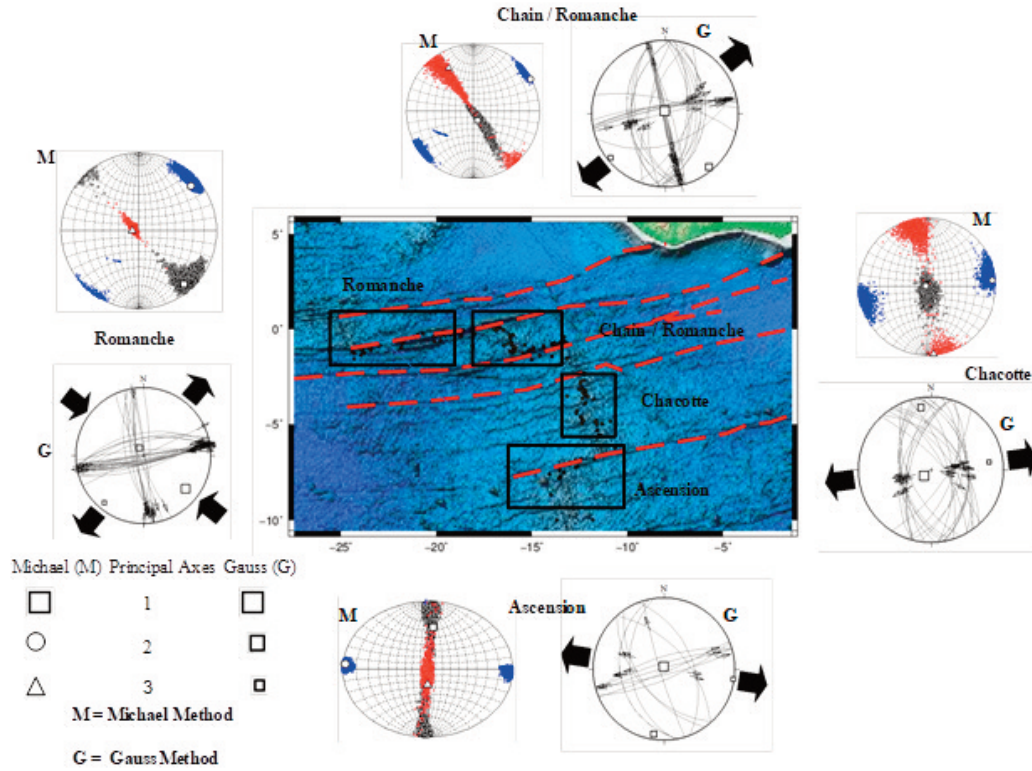 Chain / Romanche
M
G
N
M
N
M
Romanche
Chacotte
G
N
G
N
5˚
0˚
-5˚
-10˚
-25˚
-20˚
-15˚
-10˚
-5˚
Romanche
Chain / Romanche
Chacotte
Ascension
Michael (M) Principal Axes Gauss (G)
1
2
3
M = Michael Method
G = Gauss Method
M
Ascension
G
N